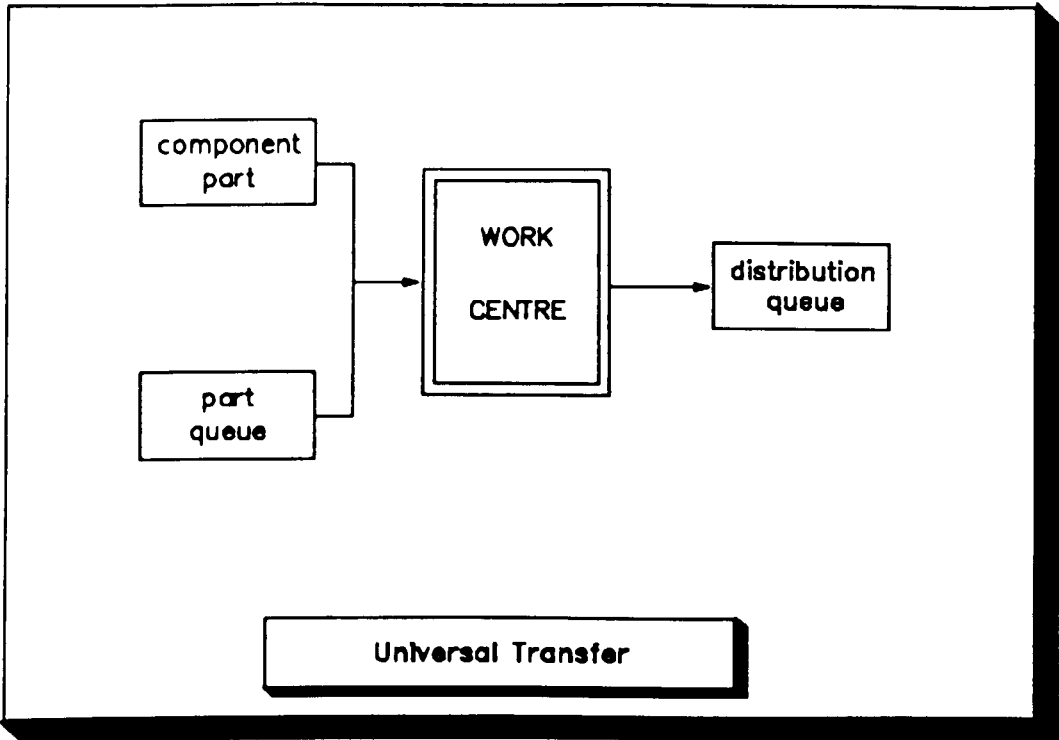 component
part
WORK
CENTRE
distribution
queue
part
queue
Universal Transfer